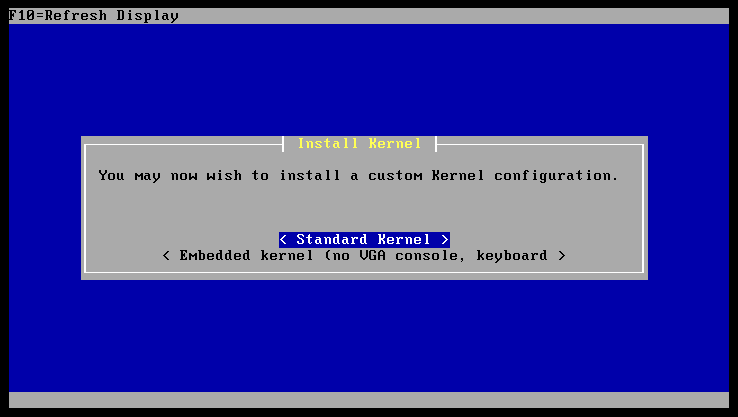 F10=Refresh Display
Install Kernel
You may now wish to install a custom Kernel configuration.
< Standard Kernel >
< Embedded kernel (no VGA console, keyboard >